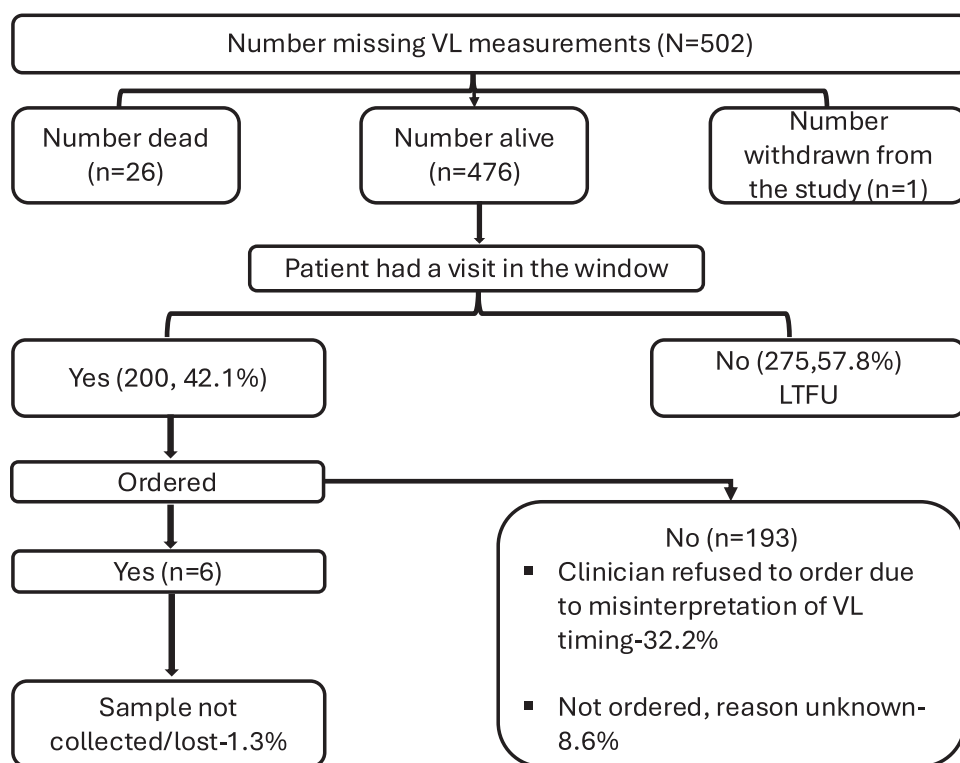 Number missing VL measurements (N=502)
Number dead
(n=26)
Number alive
(n=476)
Number
withdrawn from
the study (n=1)
Patient had a visit in the window
Yes (200, 42.1%)
No (275,57.8%)
LTFU
Ordered
Yes (n=6)
Sample not
collected/lost-1.3%
No (n=193)
▪ Clinician refused to order due
to misinterpretation of VL
timing-32.2%
▪ Not ordered, reason unknown-
8.6%